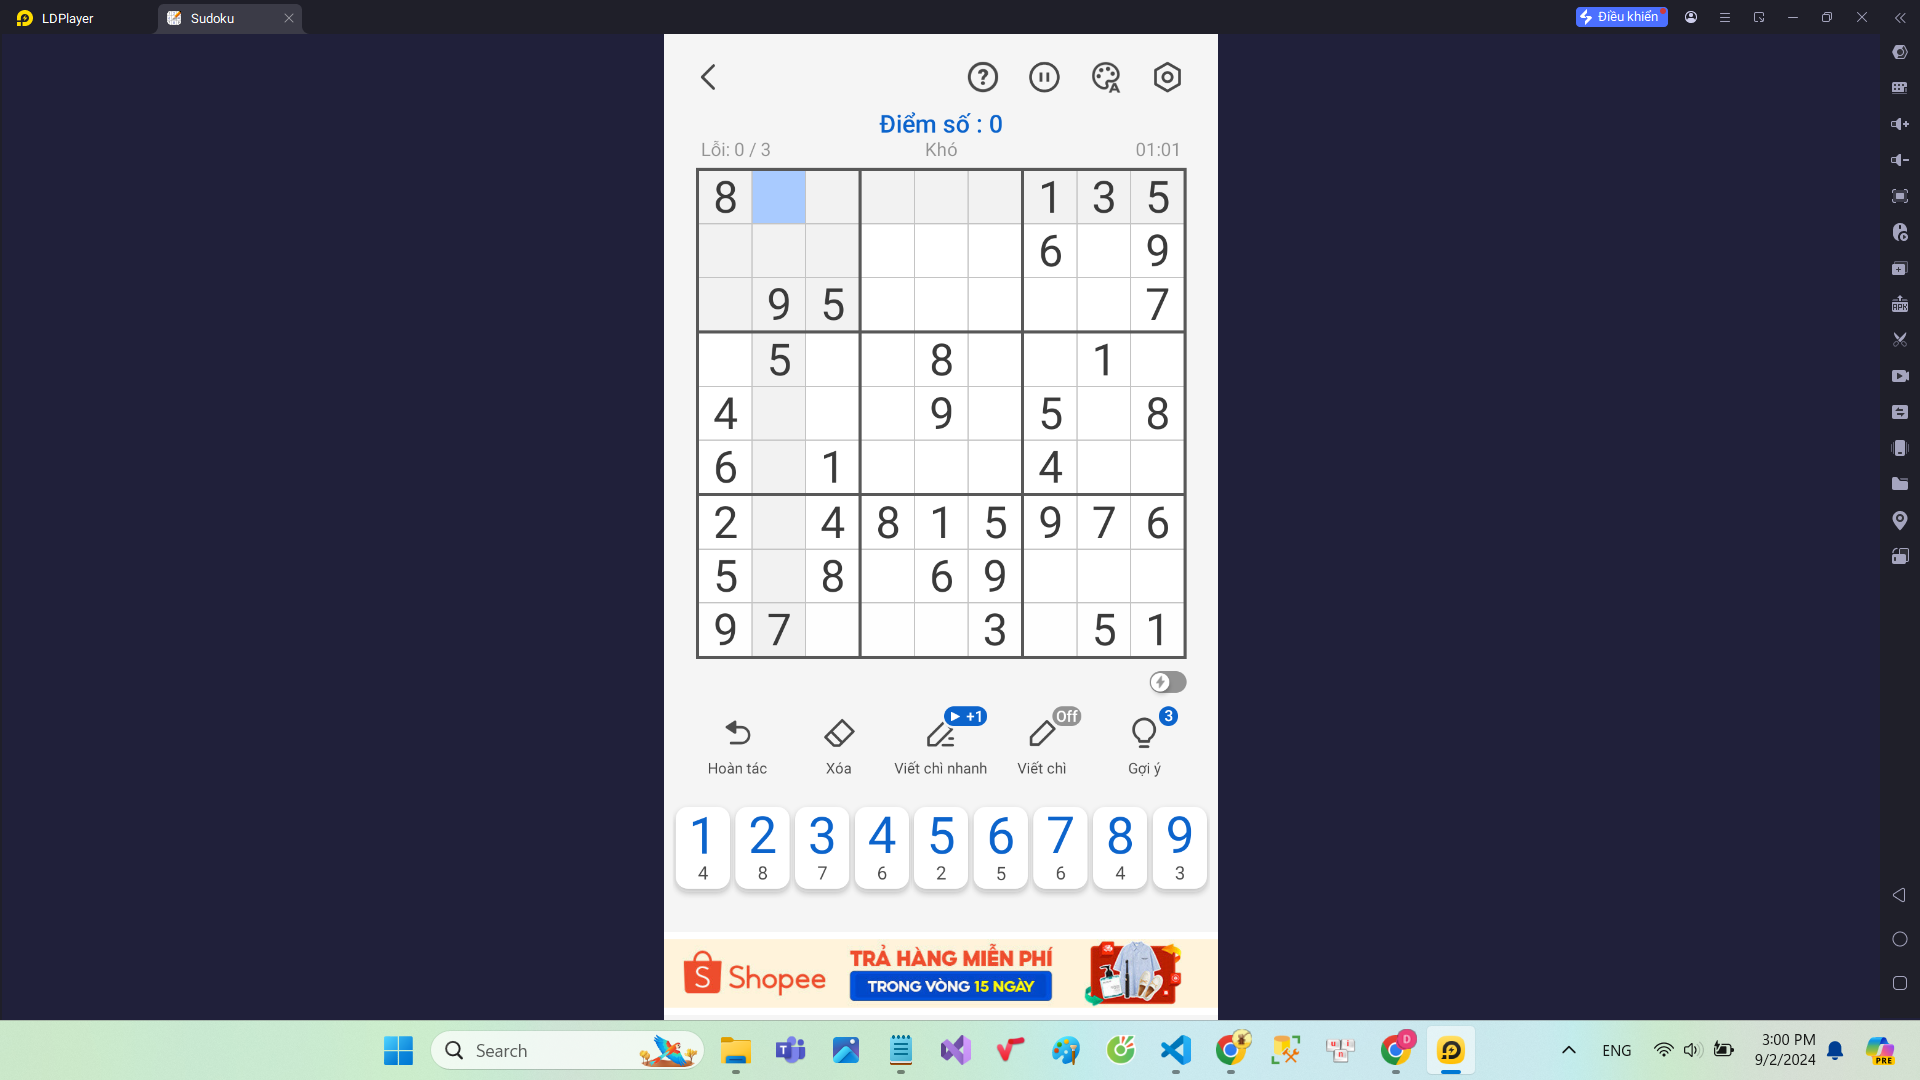 LDPlayer
Sudoku
Điều khiển
Điểm số : 0
Lỗi: 0 / 3
Khó
01:01
8 1 3 5
6 9
9 5 7
5 8 1
4 9 5 8
6 1 4
2 4 8 1 5 9 7 6
5 8 6 9
9 7 3 5 1
+1
Off
3
Hoàn tác
Xóa
Viết chì nhanh
Viết chì
Gợi ý
1 2 3 4 5 6 7 8 9
4 8 7 6 2 5 6 4 3
Shopee
TRẢ HÀNG MIỄN PHÍ
TRONG VÒNG 15 NGÀY
Search
D
ENG
3:00 PM
9/2/2024
PRE